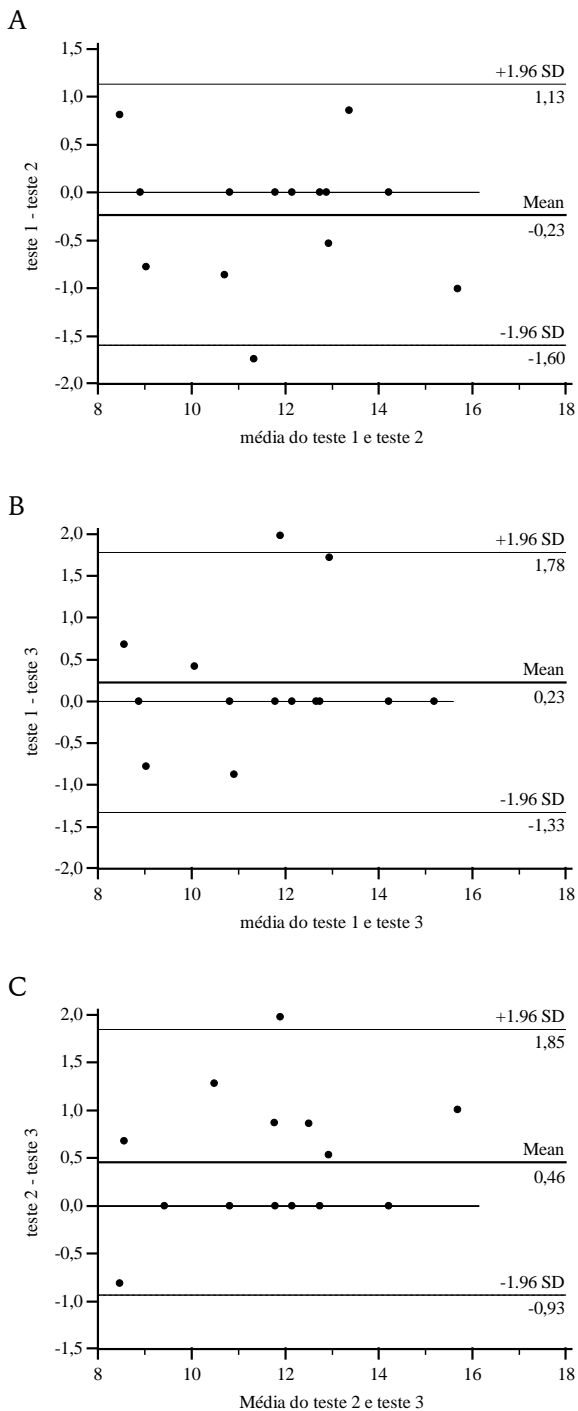 A
1,5
1,0
0,5
0,0
-0,5
-1,0
-1,5
-2,0
teste 1 - teste 2
+1.96 SD
1,13
Mean
-0,23
-1.96 SD
-1,60
8 10 12 14 16 18
média do teste 1 e teste 2
B
2,0
1,5
1,0
0,5
0,0
-0,5
-1,0
-1,5
-2,0
teste 1 - teste 3
+1.96 SD
1,78
Mean
0,23
-1.96 SD
-1,33
8 10 12 14 16 18
média do teste 1 e teste 3
C
2,0
1,5
1,0
0,5
0,0
-0,5
-1,0
-1,5
teste 2 - teste 3
+1.96 SD
1,85
Mean
0,46
-1.96 SD
-0,93
8 10 12 14 16 18
Média do teste 2 e teste 3